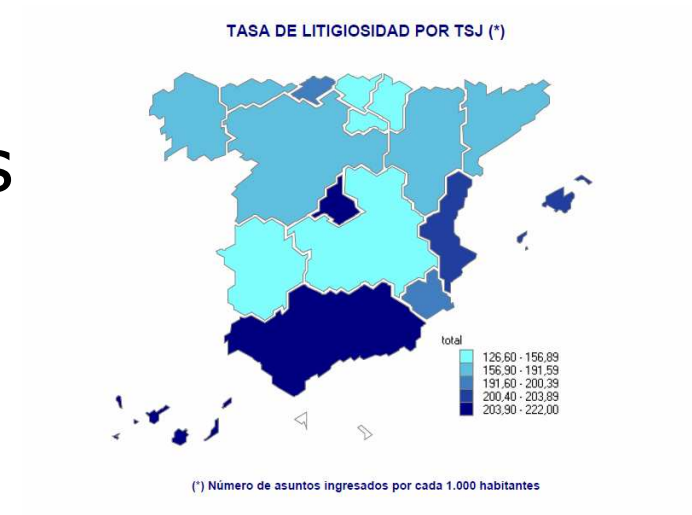 TASA DE LITIGIOSIDAD POR TSJ (*)
S
total
126,60 - 156,89
156,90 - 191,59
191,60 - 200,39
200,40 - 203,89
203,90 - 222,00
(*) Número de asuntos ingresados por cada 1.000 habitantes